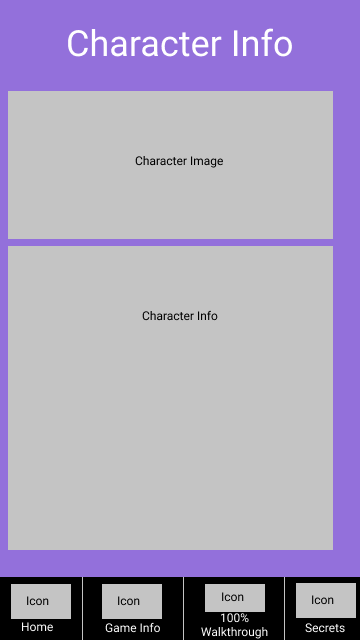 Character Info
Character Image
Character Info
Icon
Home
Icon
Game Info
Icon
100%
Walkthrough
Icon
Secrets